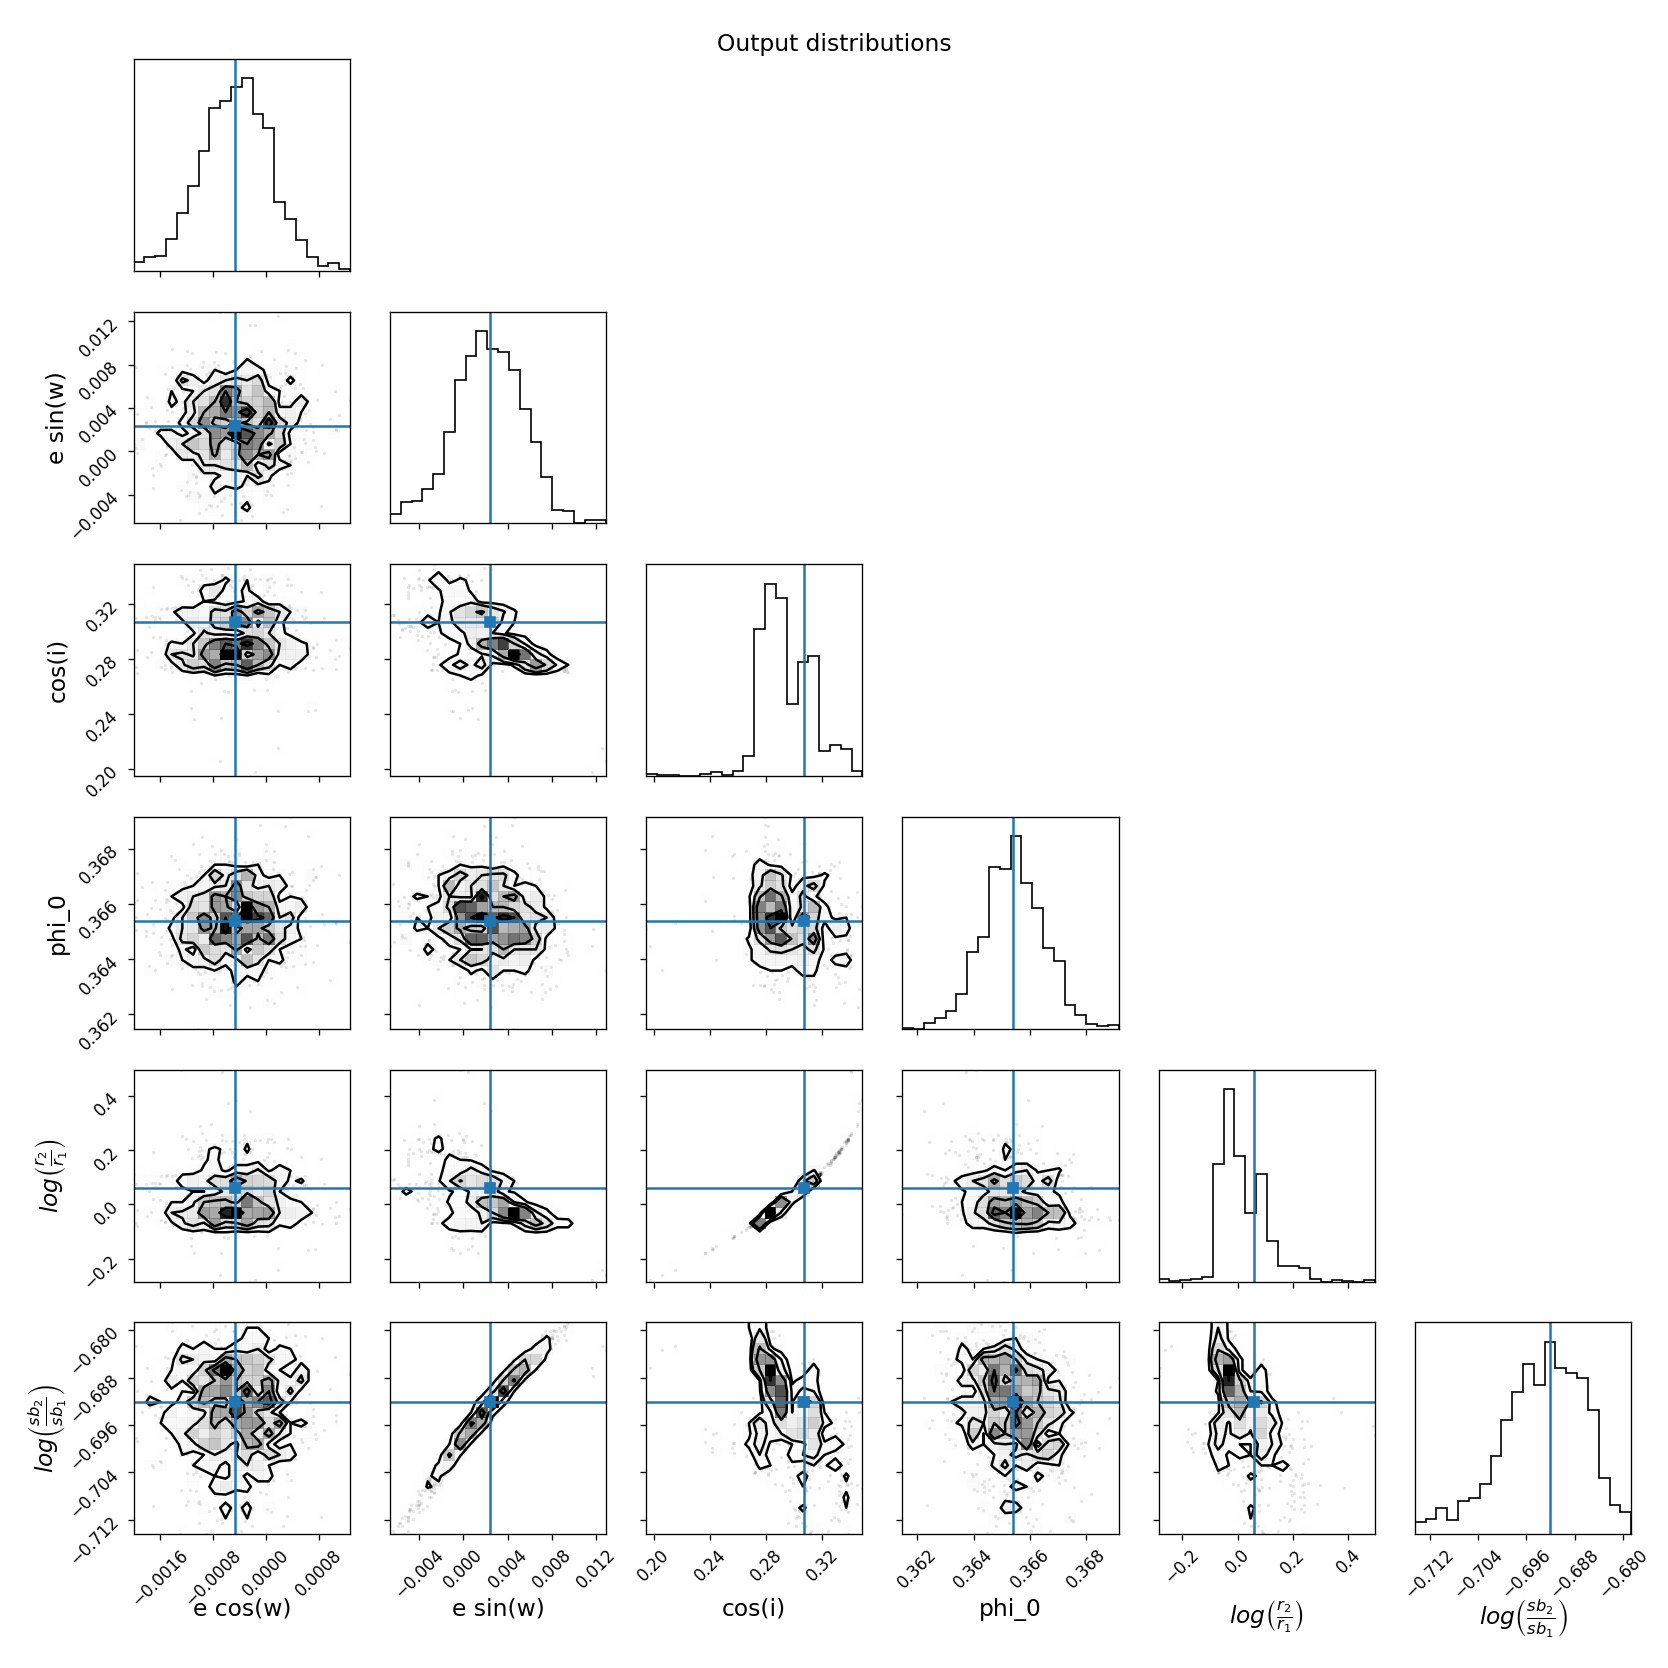 Output distributions
0.012
0.008
0.004
0.000
−0.004
e sin(w)
0.32
0.28
0.24
0.20
cos(i)
0.368
0.366
0.364
0.362
phi_0
0.4
0.2
0.0
−0.2
log(r₂/r₁)
−0.680
−0.688
−0.696
−0.704
−0.712
log(sb₂/sb₁)
−0.0016 −0.0008 0.0000 0.0008
−0.004 0.000 0.004 0.008 0.012
0.20 0.24 0.28 0.32
0.362 0.364 0.366 0.368
−0.2 0.0 0.2 0.4
−0.712 −0.704 −0.696 −0.688 −0.680
e cos(w) e sin(w) cos(i) phi_0 log(r₂/r₁) log(sb₂/sb₁)